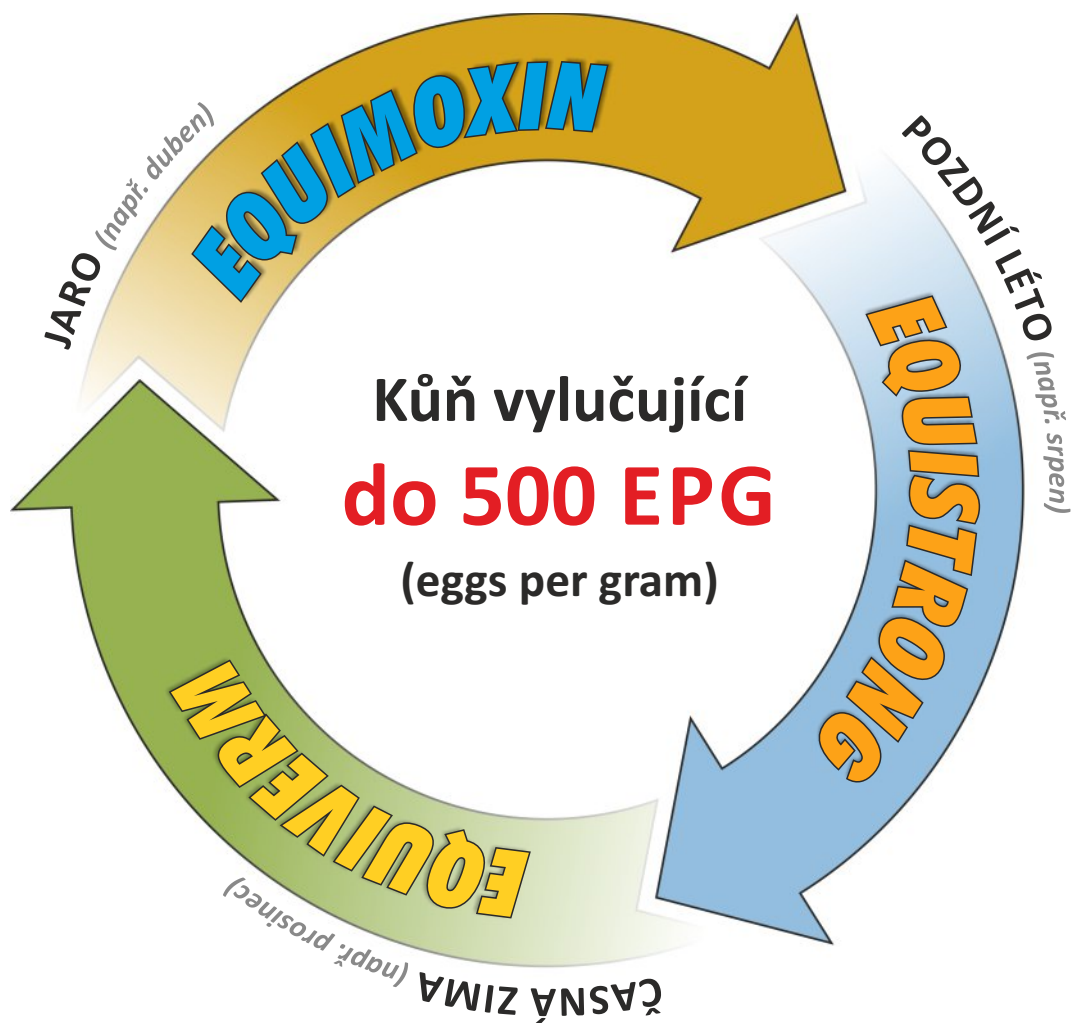 JARO (např. duben)
EQUIMOXIN
POZDNÍ LÉTO (např. srpen)
EQUISTRONG
Kůň vylučující
do 500 EPG
(eggs per gram)
EQUIVERM
ČASNÁ ZIMA (např. prosinec)